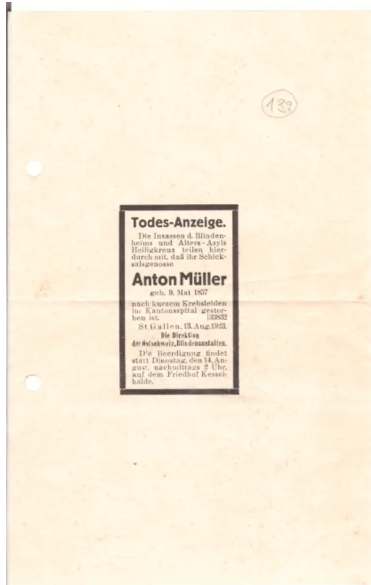 139
Todes-Anzeige.
Die Insassen d. Blinden-
heims und Alters-Asyls
Heiligkreuz teilen hier-
durch mit, daß ihr Schick-
salsgenosse
Anton Müller
geb. 9. Mai 1857
nach kurzem Krebsleiden
im Kantonsspital gestor-
ben ist.
St Gallen, 13. Aug. 1923.
Die Direktion
der Ostschweiz. Blindenanstalten.
Die Beerdigung findet
statt Dienstag, den 14. Au-
gust, nachmittags 2 Uhr,
auf dem Friedhof Kessel-
halde.